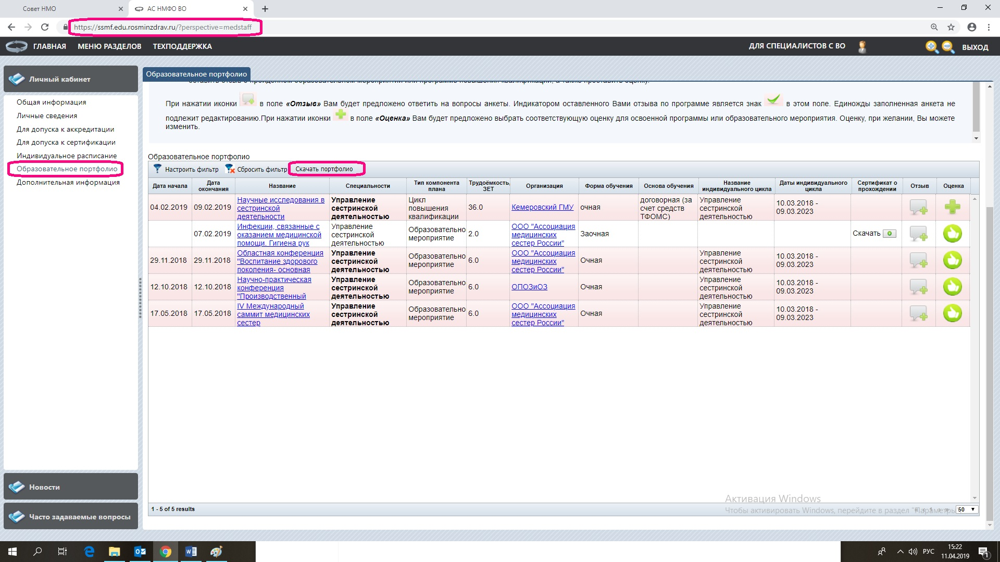 Совет НМО
АС НМФО ВО
https://ssmf.edu.rosminzdrav.ru/?perspective=medstaff
ГЛАВНАЯ МЕНЮ РАЗДЕЛОВ ТЕХПОДДЕРЖКА ДЛЯ СПЕЦИАЛИСТОВ С ВО ВЫХОД
Личный кабинет
Общая информация
Личные сведения
Для допуска к аккредитации
Для допуска к сертификации
Индивидуальное расписание
Образовательное портфолио
Дополнительная информация
Новости
Часто задаваемые вопросы
Образовательное портфолио
оставить отзыв о пройденном образовательном мероприятии или программе повышения квалификации, а также проставить оценку.
При нажатии иконки в поле «Отзыв» Вам будет предложено ответить на вопросы анкеты. Индикатором оставленного Вами отзыва по программе является знак в этом поле. Единожды заполненная анкета не
подлежит редактированию.При нажатии иконки в поле «Оценка» Вам будет предложено выбрать соответствующую оценку для освоенной программы или образовательного мероприятия. Оценку, при желании, Вы можете
изменить.
Образовательное портфолио
Настроить фильтр Сбросить фильтр Скачать портфолио
Дата начала
Дата
окончания
Название
Специальности
Тип компонента
плана
Трудоёмкость,
ЗЕТ
Организация
Форма обучения
Основа обучения
Название
индивидуального цикла
Даты индивидуального
цикла
Сертификат о
прохождении
Отзыв
Оценка
04.02.2019
09.02.2019
Научные исследования в
сестринской
деятельности
Управление
сестринской
деятельностью
Цикл
повышения
квалификации
36.0
Кемеровский ГМУ
очная
договорная (за
счет средств
ТФОМС)
Управление
сестринской
деятельностью
10.03.2018 -
09.03.2023
07.02.2019
Инфекции, связанные с
оказанием медицинской
помощи. Гигиена рук
Управление
сестринской
деятельностью
Образовательно
мероприятие
2.0
ООО "Ассоциация
медицинских
сестер России"
Заочная
Скачать
29.11.2018
29.11.2018
Областная конференция
"Воспитание здорового
поколения- основная
Управление
сестринской
деятельностью
Образовательно
мероприятие
6.0
ООО "Ассоциация
медицинских
сестер России"
Очная
Управление
сестринской
деятельностью
10.03.2018 -
09.03.2023
12.10.2018
12.10.2018
Научно-практическая
конференция
"Производственный
Управление
сестринской
деятельностью
Образовательно
мероприятие
6.0
ОПОЗиОЗ
Очная
Управление
сестринской
деятельностью
10.03.2018 -
09.03.2023
17.05.2018
17.05.2018
IV Международный
саммит медицинских
сестер
Управление
сестринской
деятельностью
Образовательно
мероприятие
6.0
ООО "Ассоциация
медицинских
сестер России"
Очная
Управление
сестринской
деятельностью
10.03.2018 -
09.03.2023
Активация Windows
Чтобы активировать Windows, перейдите в раздел "Параметры
1 - 5 of 5 results
50
РУС
15:22
11.04.2019
1